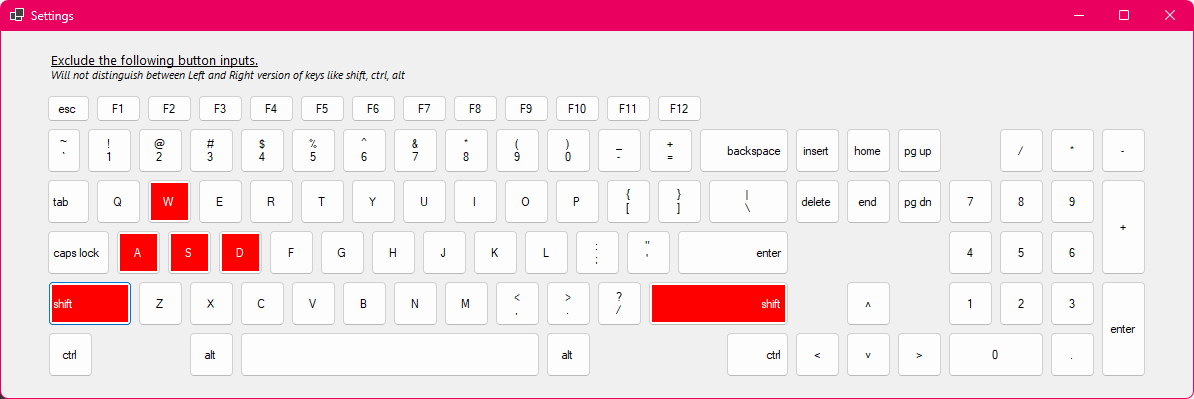 Settings
Exclude the following button inputs.
Will not distinguish between Left and Right version of keys like shift, ctrl, alt
esc F1 F2 F3 F4 F5 F6 F7 F8 F9 F10 F11 F12
~ ! @ # $ % ^ & * ( ) _ +
` 1 2 3 4 5 6 7 8 9 0 - = backspace insert home pg up / * -
tab Q W E R T Y U I O P { } | delete end pg dn 7 8 9
[ ] \
+
caps lock A S D F G H J K L : " enter 4 5 6
; '
shift Z X C V B N M < > ? shift ^ 1 2 3
, . /
enter
ctrl alt alt ctrl < v > 0 .